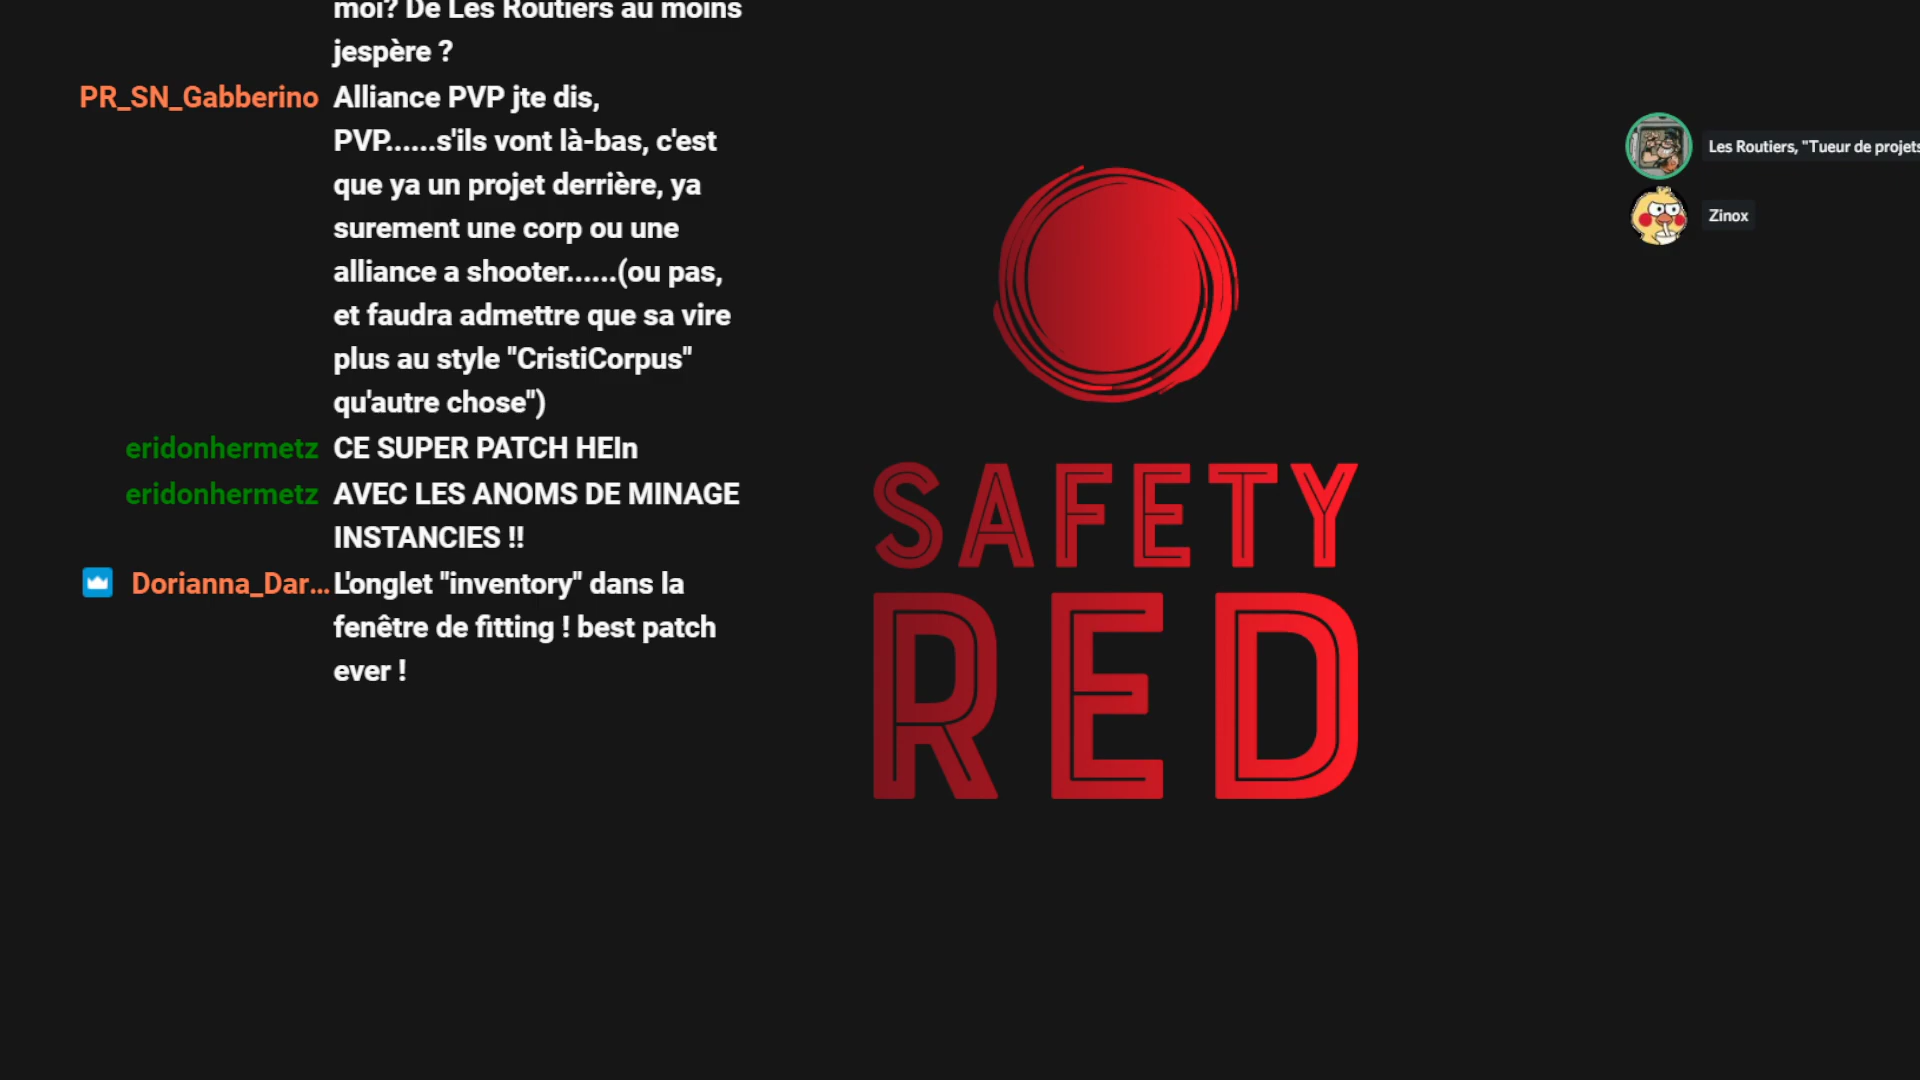 moi? De Les Routiers au moins
jespère ?
PR_SN_Gabberino Alliance PVP jte dis,
PVP......s'ils vont là-bas, c'est
que ya un projet derrière, ya
surement une corp ou une
alliance a shooter......(ou pas,
et faudra admettre que sa vire
plus au style "CristiCorpus"
qu'autre chose")
eridonhermetz CE SUPER PATCH HEIn
eridonhermetz AVEC LES ANOMS DE MINAGE
INSTANCIES !!
Dorianna_Dar... L'onglet "inventory" dans la
fenêtre de fitting ! best patch
ever !
SAFETY
RED
Les Routiers, "Tueur de projets
Zinox